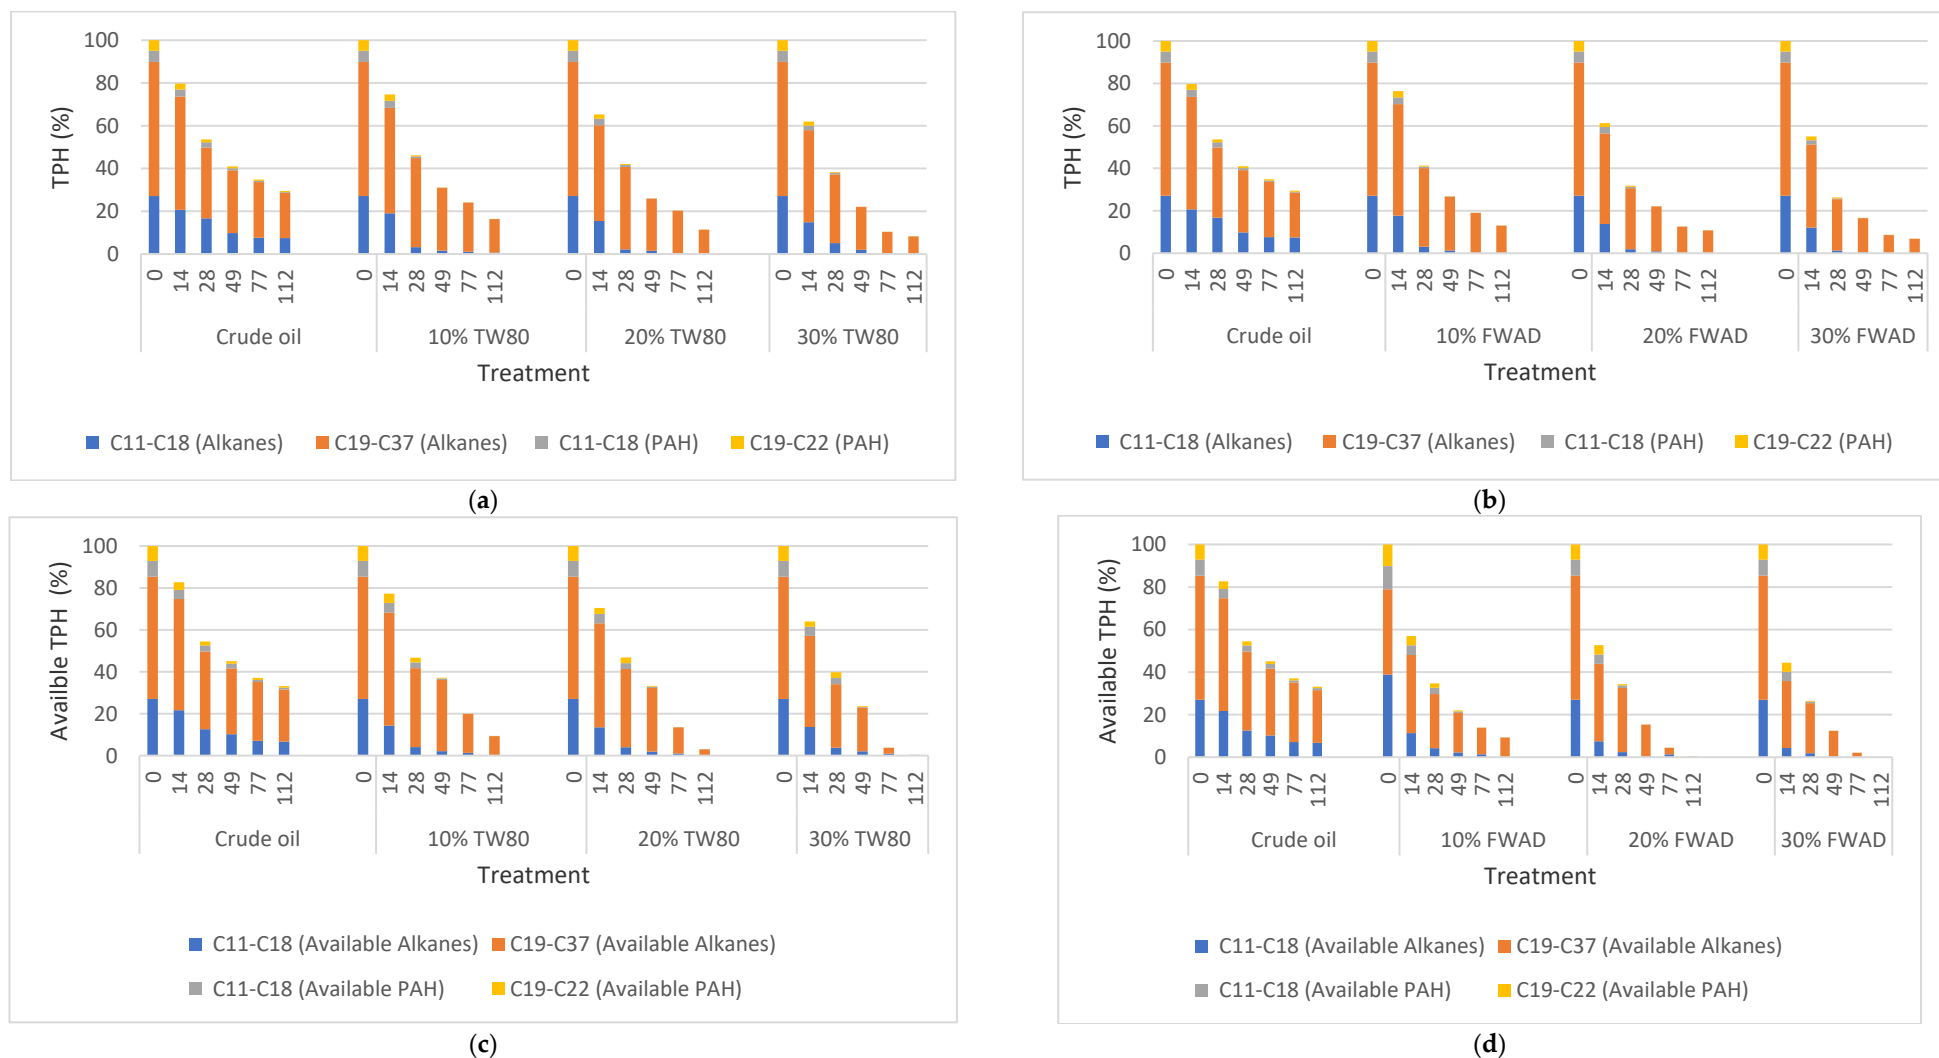 TPH (%)
100
80
60
40
20
0
0 14 28 49 77 112 0 14 28 49 77 112 0 14 28 49 77 112 0 14 28 49 77 112
Crude oil 10% TW80 20% TW80 30% TW80
Treatment
C11-C18 (Alkanes) C19-C37 (Alkanes) C11-C18 (PAH) C19-C22 (PAH)
(a)
TPH (%)
100
80
60
40
20
0
0 14 28 49 77 112 0 14 28 49 77 112 0 14 28 49 77 112 0 14 28 49 77 112
Crude oil 10% FWAD 20% FWAD 30% FWAD
Treatment
C11-C18 (Alkanes) C19-C37 (Alkanes) C11-C18 (PAH) C19-C22 (PAH)
(b)
Availble TPH (%)
100
80
60
40
20
0
0 14 28 49 77 112 0 14 28 49 77 112 0 14 28 49 77 112 0 14 28 49 77 112
Crude oil 10% TW80 20% TW80 30% TW80
Treatment
C11-C18 (Available Alkanes) C19-C37 (Available Alkanes)
C11-C18 (Available PAH) C19-C22 (Available PAH)
(c)
Available TPH (%)
100
80
60
40
20
0
0 14 28 49 77 112 0 14 28 49 77 112 0 14 28 49 77 112 0 14 28 49 77 112
Crude oil 10% FWAD 20% FWAD 30% FWAD
Treatment
C11-C18 (Available Alkanes) C19-C37 (Available Alkanes)
C11-C18 (Available PAH) C19-C22 (Available PAH)
(d)